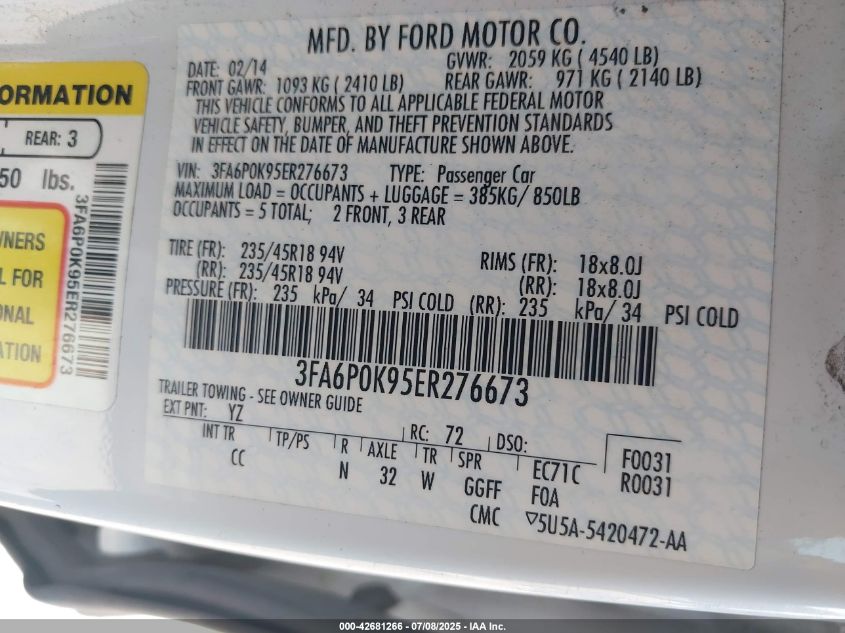 MFD. BY FORD MOTOR CO.
DATE: 02/14
GVWR: 2059 KG ( 4540 LB)
FRONT GAWR: 1093 KG ( 2410 LB)
REAR GAWR: 971 KG ( 2140 LB)
THIS VEHICLE CONFORMS TO ALL APPLICABLE FEDERAL MOTOR
VEHICLE SAFETY, BUMPER, AND THEFT PREVENTION STANDARDS
IN EFFECT ON THE DATE OF MANUFACTURE SHOWN ABOVE.
VIN: 3FA6P0K95ER276673 TYPE: Passenger Car
MAXIMUM LOAD = OCCUPANTS + LUGGAGE = 385KG/ 850LB
OCCUPANTS = 5 TOTAL; 2 FRONT, 3 REAR
TIRE (FR): 235/45R18 94V RIMS (FR): 18x8.0J
(RR): 235/45R18 94V (RR): 18x8.0J
PRESSURE (FR): 235 kPa/ 34 PSI COLD (RR): 235 kPa/ 34 PSI COLD
3FA6P0K95ER276673
TRAILER TOWING - SEE OWNER GUIDE
EXT PNT: YZ RC: 72 DSO: F0031
INT TR TP/PS R AXLE TR SPR EC71C R0031
CC N 32 W GGFF F0A
CMC ▽5U5A-5420472-AA
ORMATION
REAR: 3
50 lbs.
3FA6P0K95ER276673
WNERS
L FOR
ONAL
ATION
000-42681266 - 07/08/2025 - IAA Inc.